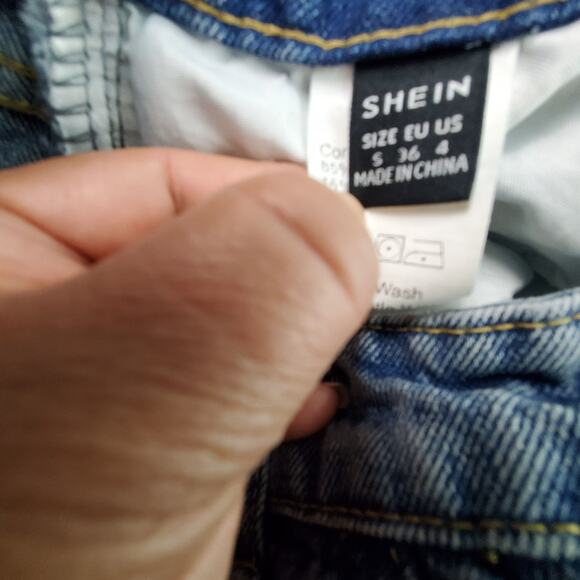 SHEIN
SIZE EU US
S 36 4
MADE IN CHINA
Wash